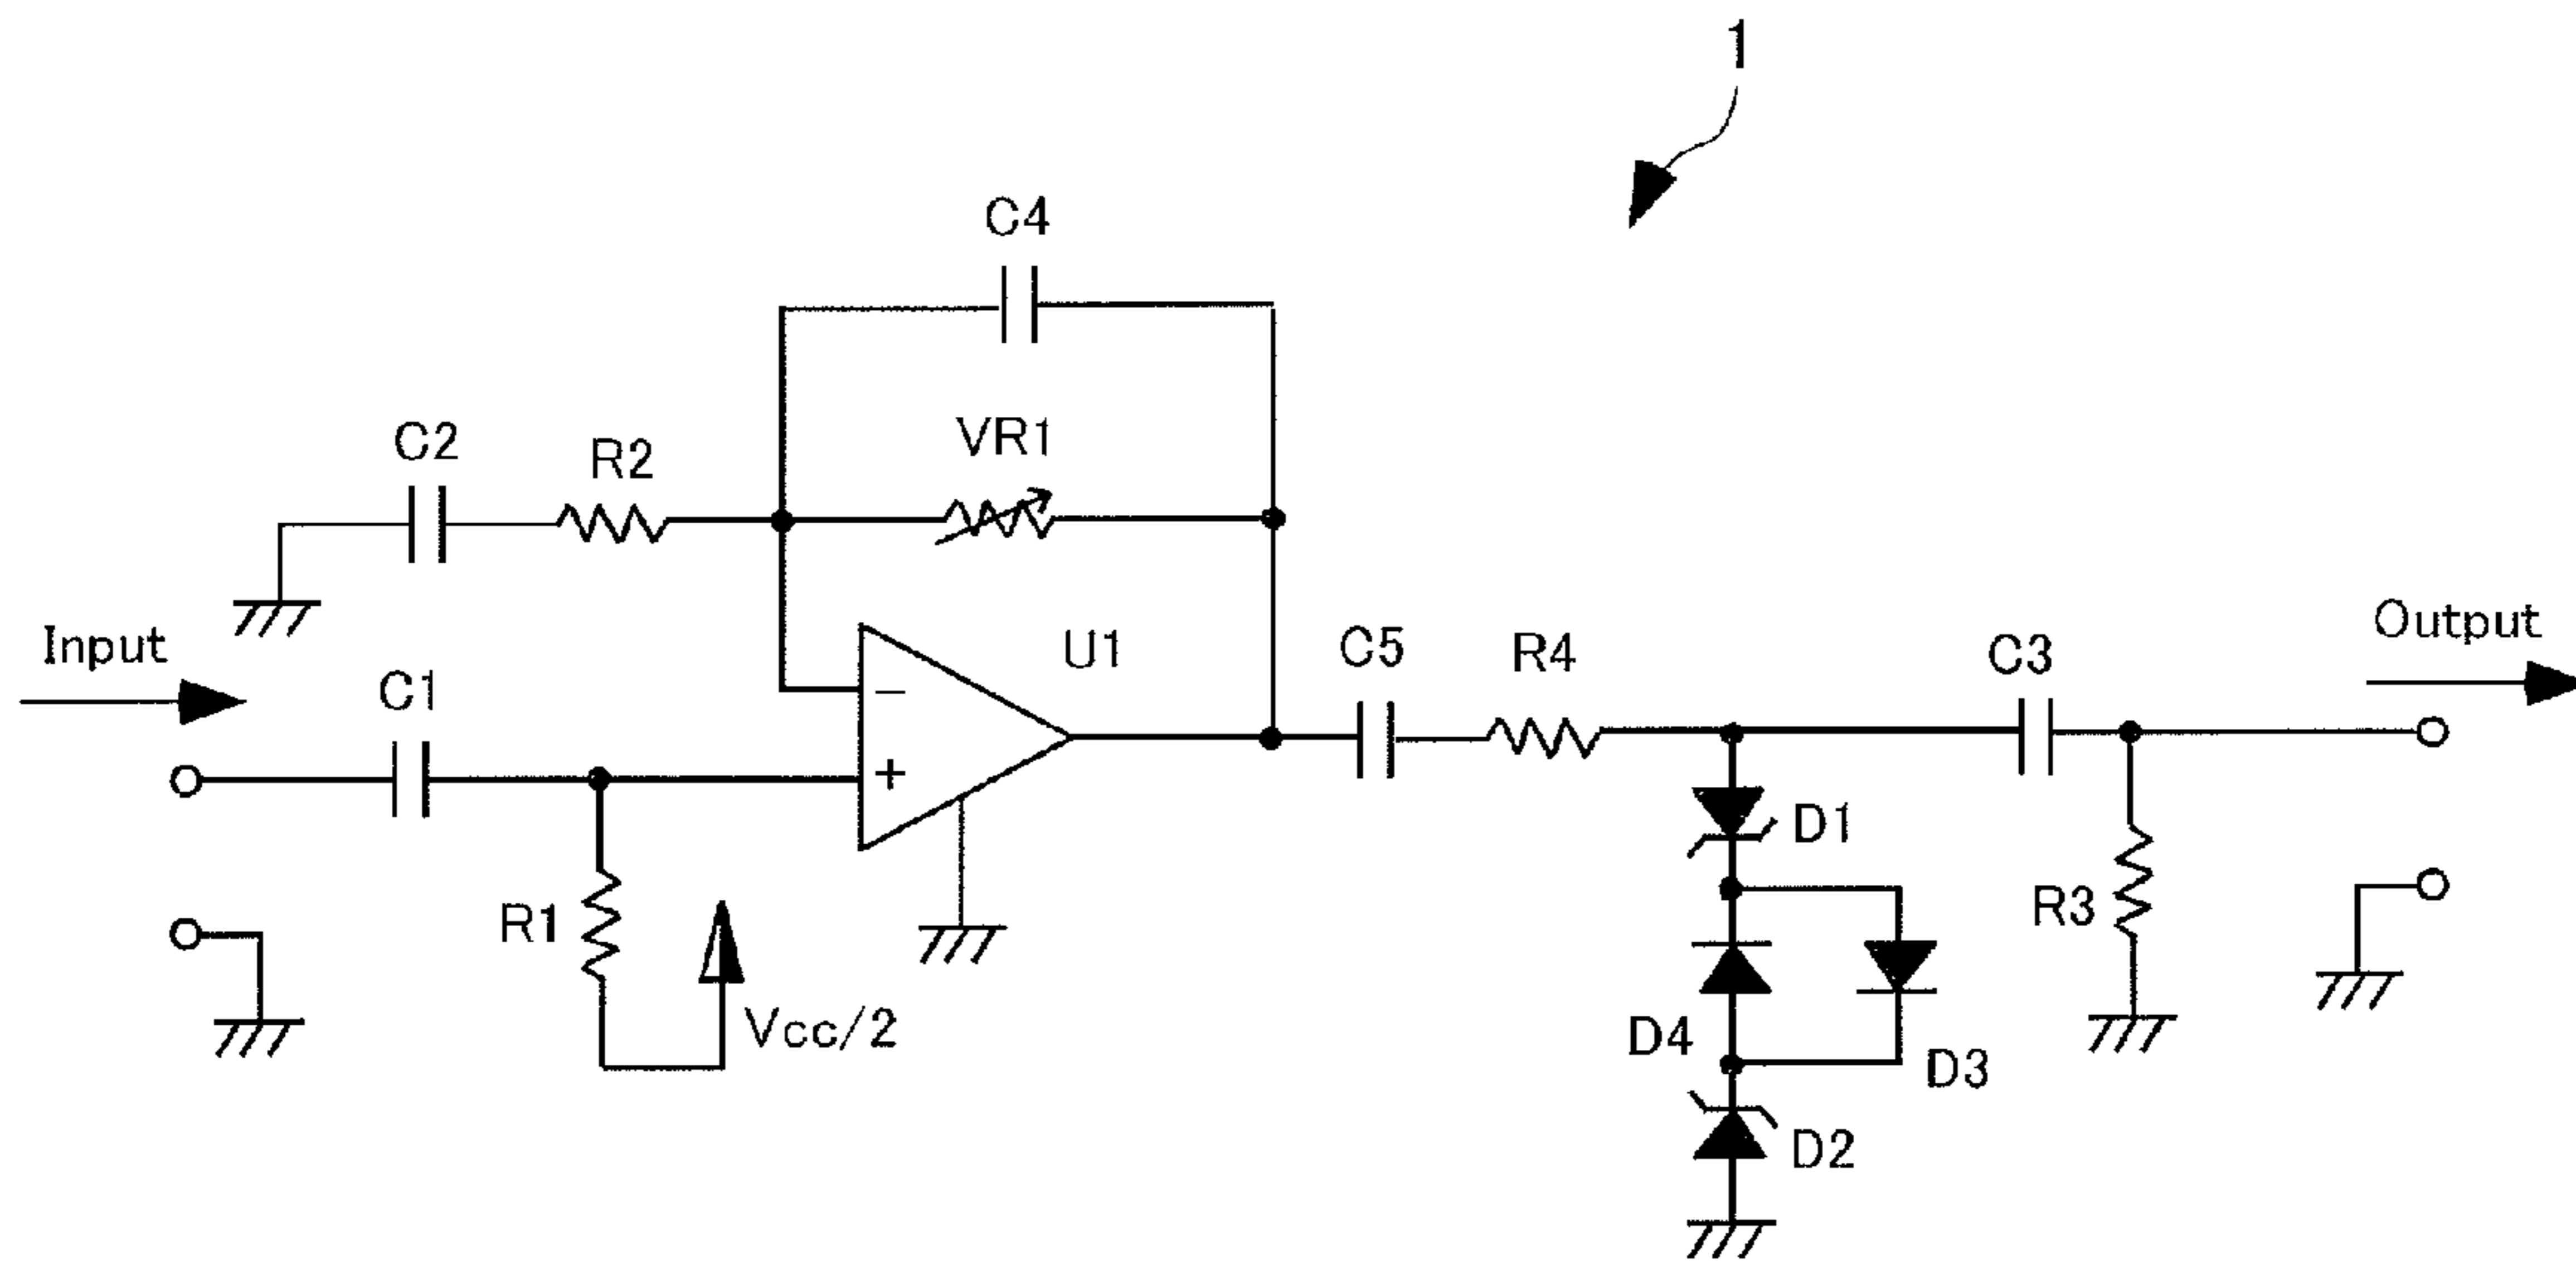 1
C4
C2
R2
VR1
Input
C1
−
+
U1
C5
R4
C3
Output
R1
Vcc/2
D1
D4
D3
D2
R3